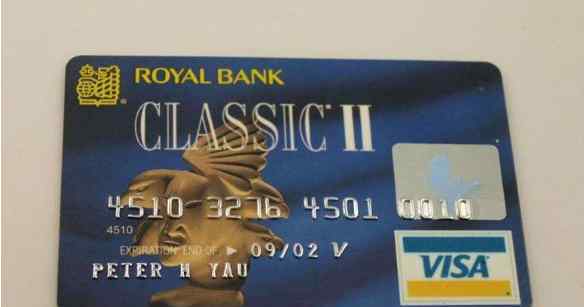 ROYAL BANK
CLASSIC II
4510 3276 4501 0010
4510
EXPIRATION END OF ▶ 09/02 V
PETER M YAU
VISA